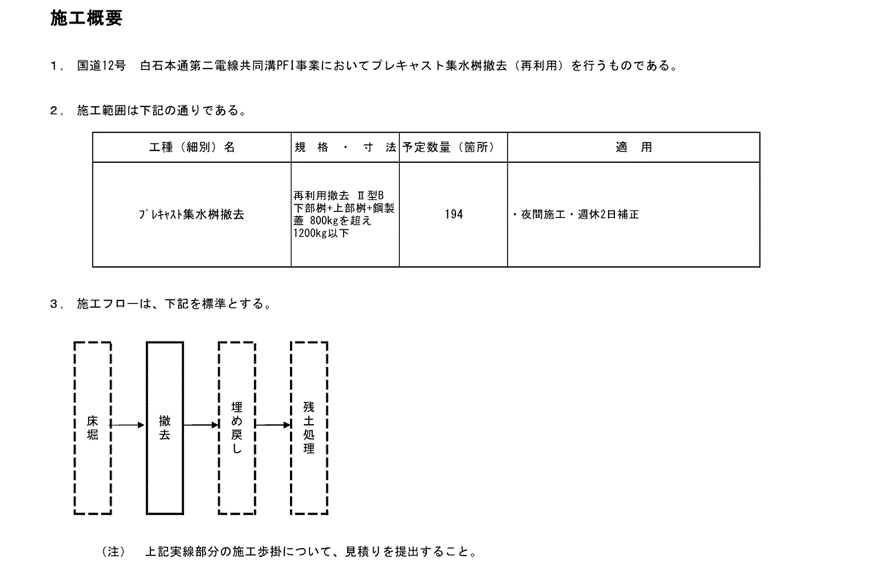 施工概要
１． 国道12号　白石本通第二電線共同溝PFI事業においてプレキャスト集水桝撤去（再利用）を行うものである。
２． 施工範囲は下記の通りである。
工種（細別）名　規　格　・　寸　法　予定数量（箇所）　適　用
ﾌﾟﾚｷｬｽﾄ集水桝撤去
再利用撤去　Ⅱ型B
下部桝+上部桝+鋼製
蓋 800kgを超え
1200kg以下
194
・夜間施工・週休2日補正
３． 施工フローは、下記を標準とする。
床堀
撤去
埋め戻し
残土処理
（注）　上記実線部分の施工歩掛について、見積りを提出すること。